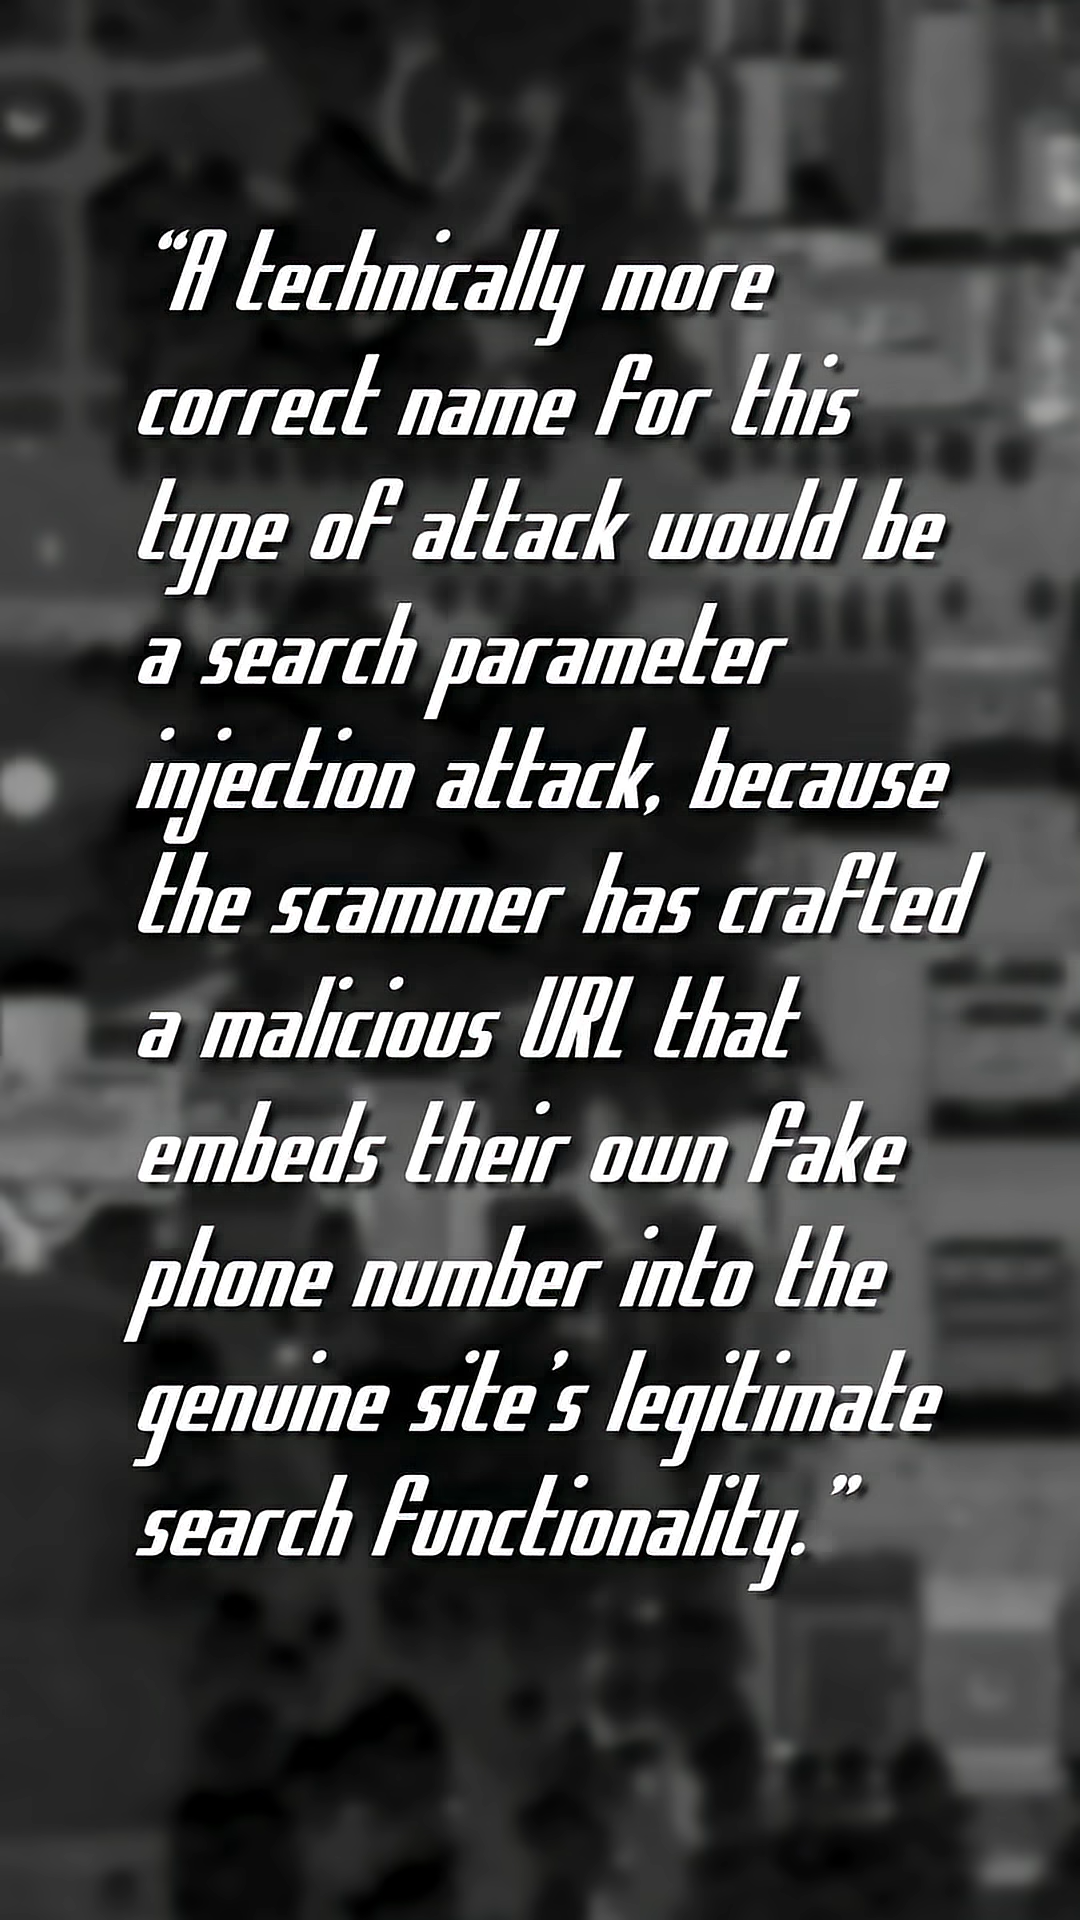 “A technically more
correct name for this
type of attack would be
a search parameter
injection attack, because
the scammer has crafted
a malicious URL that
embeds their own fake
phone number into the
genuine site’s legitimate
search functionality.”